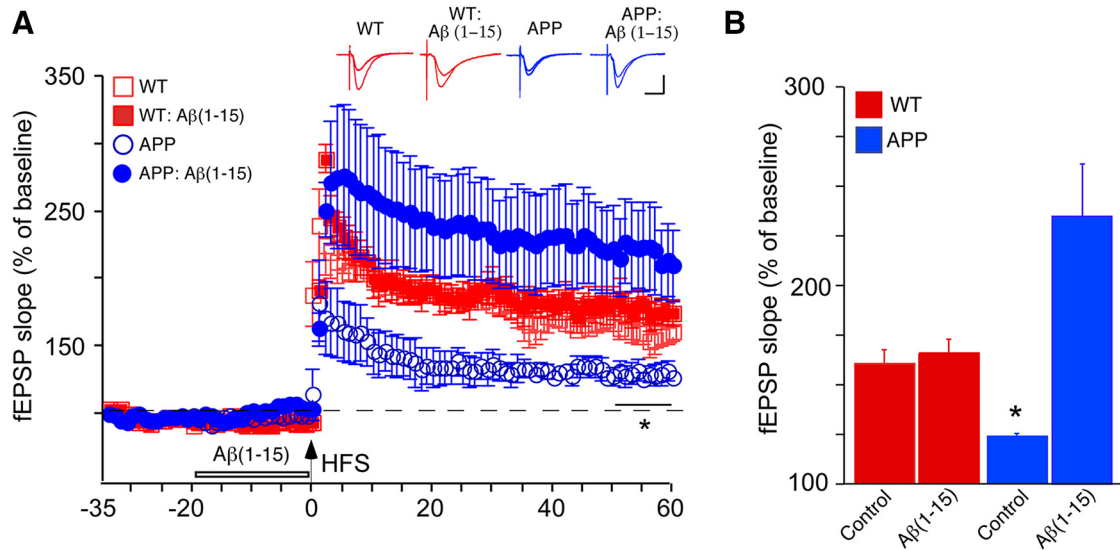 A
WT
WT:
Aβ (1–15)
APP
APP:
Aβ (1–15)
fEPSP slope (% of baseline)
350
250
150
WT
WT: Aβ(1-15)
APP
APP: Aβ(1-15)
*
Aβ(1-15)
HFS
-35
-20
0
20
40
60
B
fEPSP slope (% of baseline)
300
200
100
WT
APP
*
Control
Aβ(1-15)
Control
Aβ(1-15)